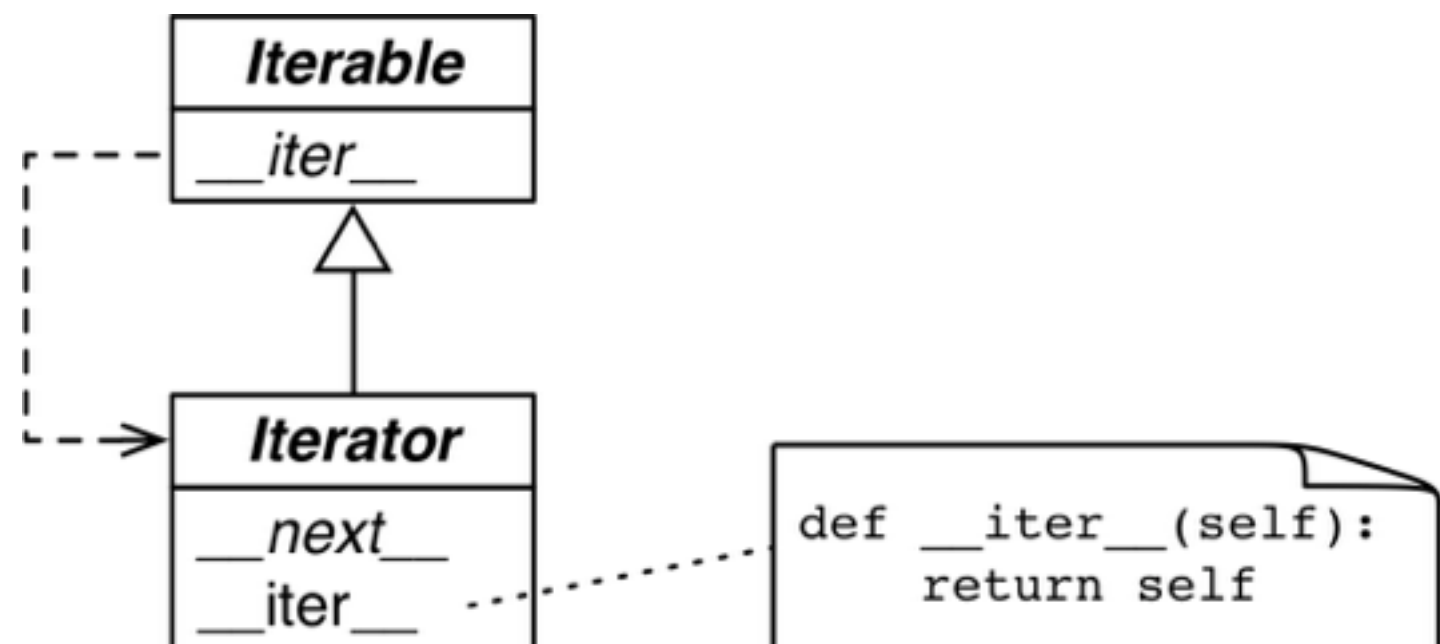 Iterable
__iter__
Iterator
__next__
__iter__
def __iter__(self):
    return self